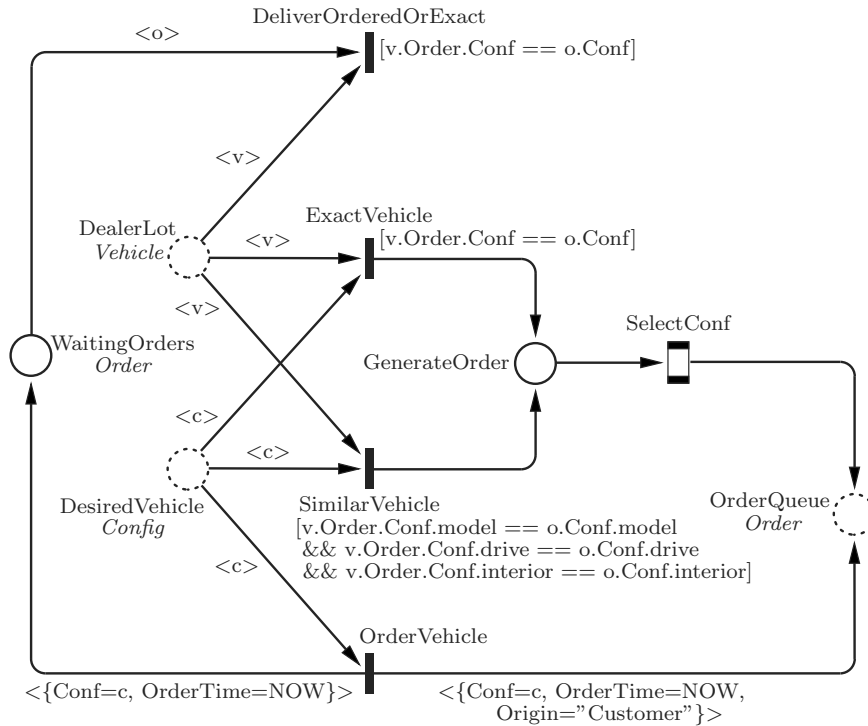 DeliverOrderedOrExact
<o>
[v.Order.Conf == o.Conf]
<v>
ExactVehicle
DealerLot
Vehicle
<v>
[v.Order.Conf == o.Conf]
<v>
SelectConf
WaitingOrders
Order
GenerateOrder
<c>
<c>
DesiredVehicle
Config
SimilarVehicle
[v.Order.Conf.model == o.Conf.model
&& v.Order.Conf.drive == o.Conf.drive
&& v.Order.Conf.interior == o.Conf.interior]
OrderQueue
Order
<c>
OrderVehicle
<{Conf=c, OrderTime=NOW}>
<{Conf=c, OrderTime=NOW,
Origin=”Customer”}>